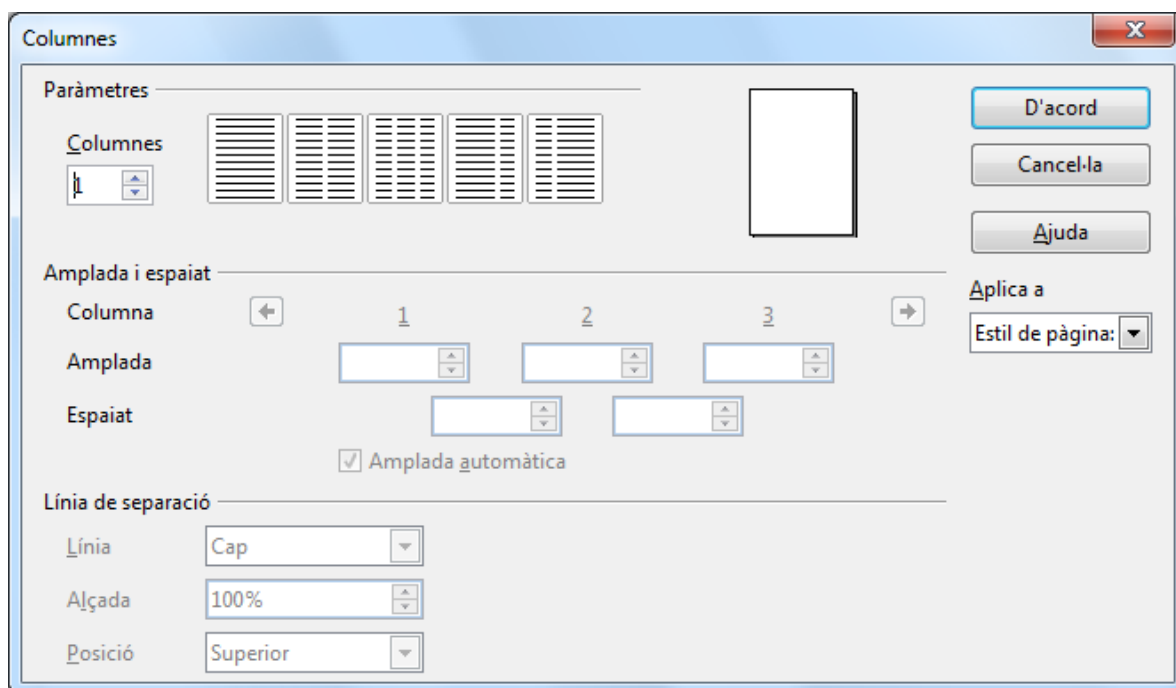 Columnes
Paràmetres
Columnes
1
D'acord
Cancel·la
Ajuda
Aplica a
Estil de pàgina:
Amplada i espaiat
Columna
1
2
3
Amplada
Espaiat
Amplada automàtica
Línia de separació
Línia
Cap
Alçada
100%
Posició
Superior